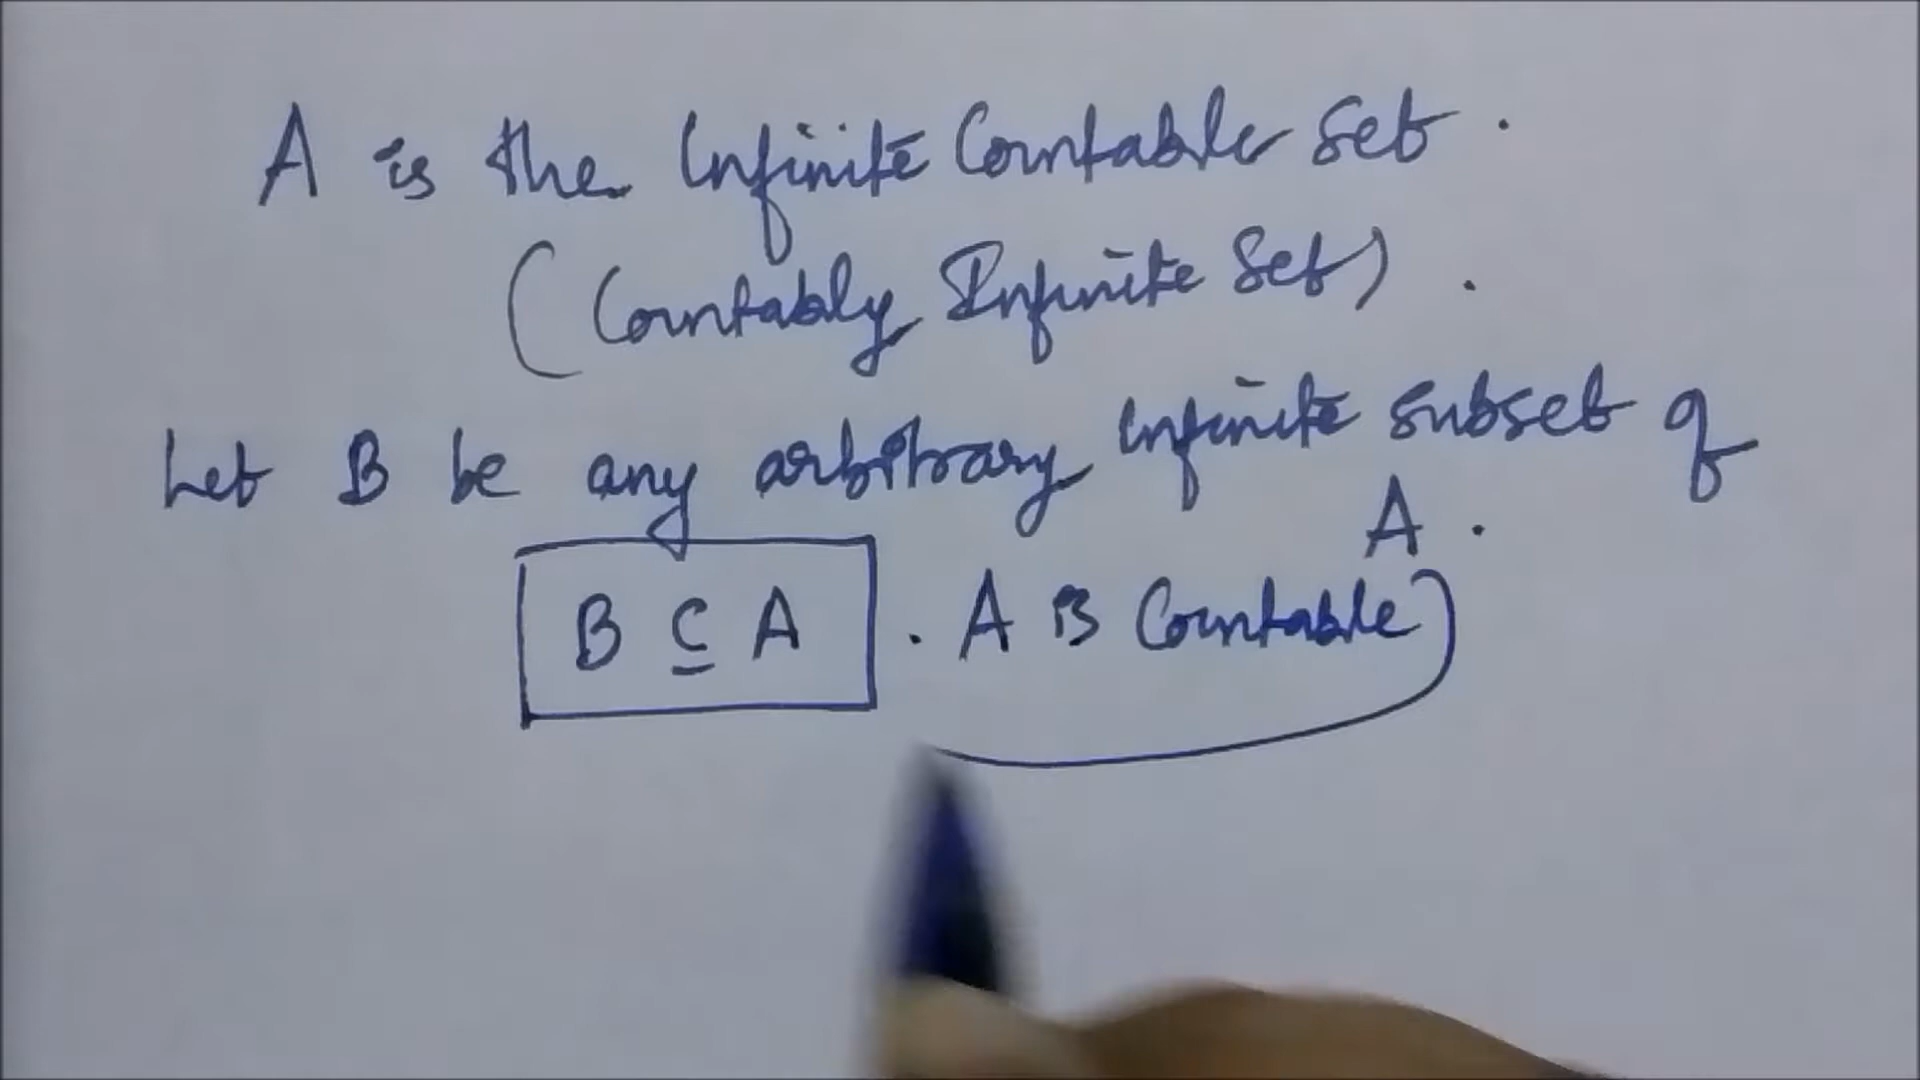 A is the Infinite Countable Set.
(Countably Infinite Set).
Let B be any arbitrary infinite subset of
A.
B ⊆ A . A is Countable